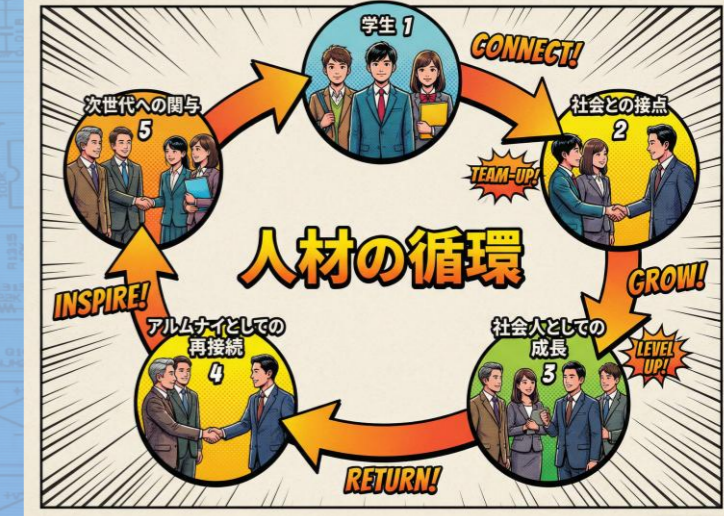 学生 1
CONNECT!
社会との接点
2
TEAM-UP!
GROW!
社会人としての
成長
3
LEVEL
UP!
RETURN!
アルムナイとしての
再接続
4
INSPIRE!
次世代への関与
5
人材の循環